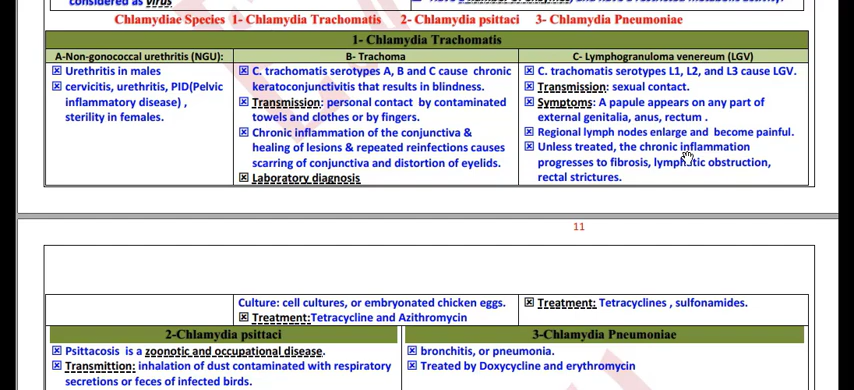 considered as virus
Chlamydiae Species 1- Chlamydia Trachomatis 2- Chlamydia psittaci 3- Chlamydia Pneumoniae
1- Chlamydia Trachomatis
A-Non-gonococcal urethritis (NGU):
Urethritis in males
cervicitis, urethritis, PID(Pelvic
inflammatory disease) ,
sterility in females.
B- Trachoma
C. trachomatis serotypes A, B and C cause chronic
keratoconjunctivitis that results in blindness.
Transmission: personal contact by contaminated
towels and clothes or by fingers.
Chronic inflammation of the conjunctiva &
healing of lesions & repeated reinfections causes
scarring of conjunctiva and distortion of eyelids.
Laboratory diagnosis
C- Lymphogranuloma venereum (LGV)
C. trachomatis serotypes L1, L2, and L3 cause LGV.
Transmission: sexual contact.
Symptoms: A papule appears on any part of
external genitalia, anus, rectum .
Regional lymph nodes enlarge and become painful.
Unless treated, the chronic inflammation
progresses to fibrosis, lymphatic obstruction,
rectal strictures.
11
Culture: cell cultures, or embryonated chicken eggs.
Treatment:Tetracycline and Azithromycin
Treatment: Tetracyclines , sulfonamides.
2-Chlamydia psittaci
Psittacosis is a zoonotic and occupational disease.
Transmittion: inhalation of dust contaminated with respiratory
secretions or feces of infected birds.
3-Chlamydia Pneumoniae
bronchitis, or pneumonia.
Treated by Doxycycline and erythromycin